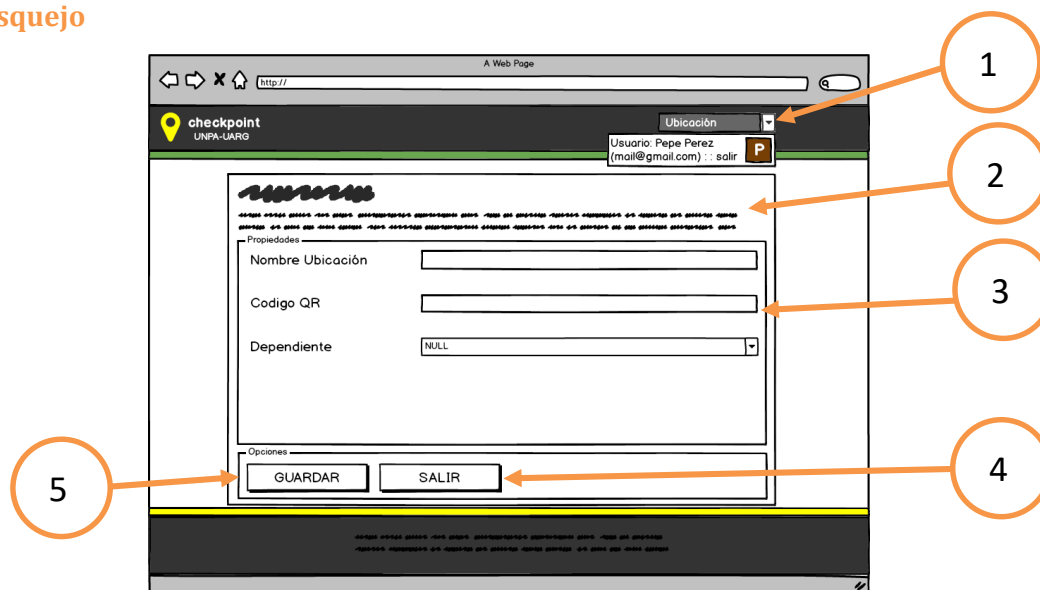 squejo
A Web Page
http://
checkpoint
UNPA-UARG
Ubicación
Usuario: Pepe Perez
(mail@gmail.com) : : salir
P
Propiedades
Nombre Ubicación
Codigo QR
Dependiente
NULL
Opciones
GUARDAR
SALIR
1
2
3
4
5